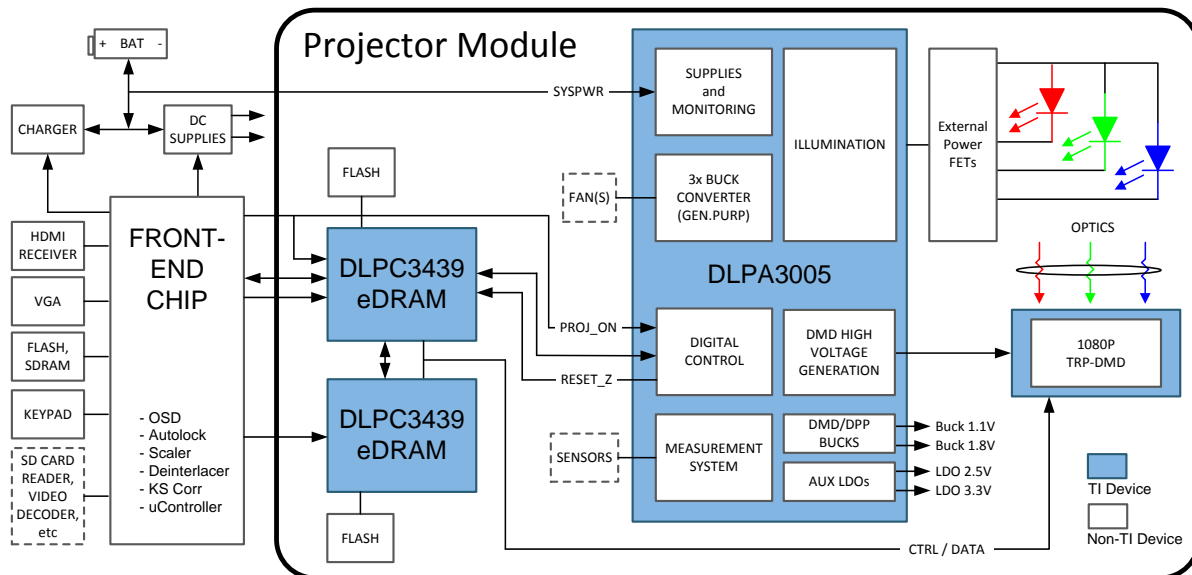 Projector Module
+ BAT -
CHARGER
DC
SUPPLIES
SYSPWR
SUPPLIES
and
MONITORING
ILLUMINATION
External
Power
FETs
FLASH
FAN(S)
3x BUCK
CONVERTER
(GEN.PURP)
HDMI
RECEIVER
VGA
FLASH,
SDRAM
KEYPAD
SD CARD
READER,
VIDEO
DECODER,
etc
FRONT-
END
CHIP
- OSD
- Autolock
- Scaler
- Deinterlacer
- KS Corr
- uController
DLPC3439
eDRAM
DLPC3439
eDRAM
FLASH
DLPA3005
PROJ_ON
RESET_Z
DIGITAL
CONTROL
DMD HIGH
VOLTAGE
GENERATION
OPTICS
1080P
TRP-DMD
SENSORS
MEASUREMENT
SYSTEM
DMD/DPP
BUCKS
AUX LDOs
Buck 1.1V
Buck 1.8V
LDO 2.5V
LDO 3.3V
CTRL / DATA
TI Device
Non-TI Device